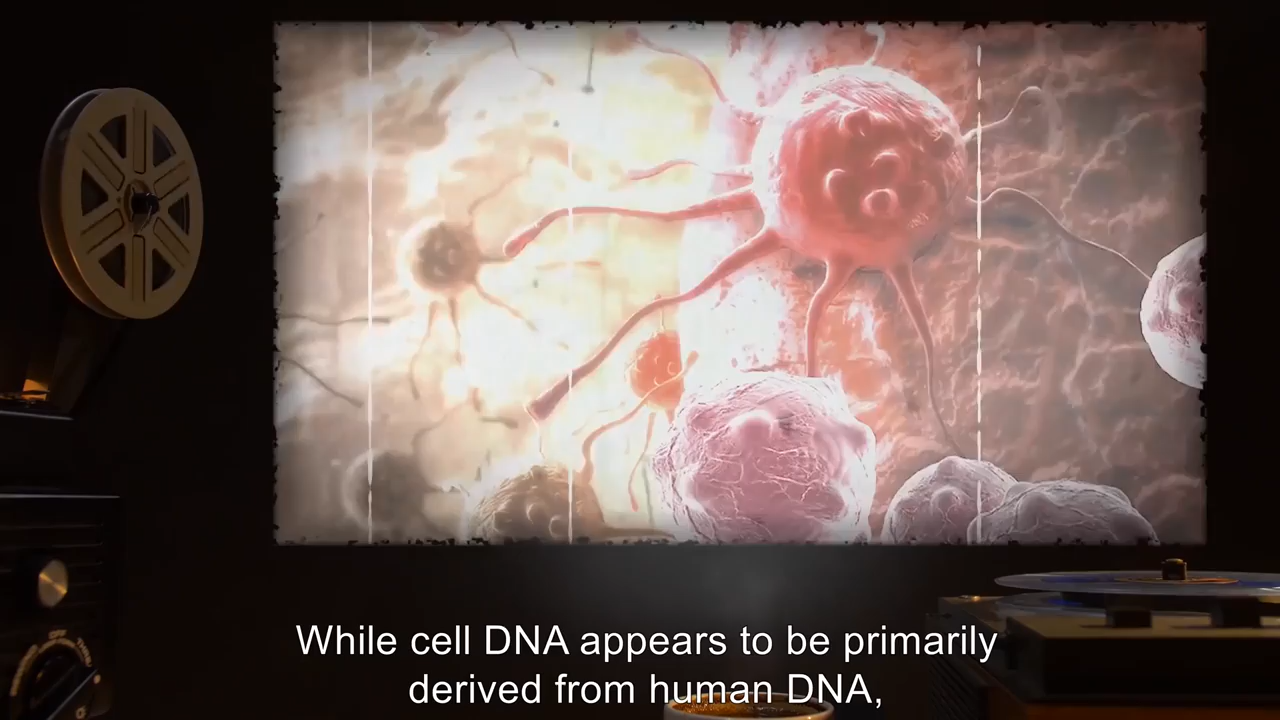 While cell DNA appears to be primarily
derived from human DNA,